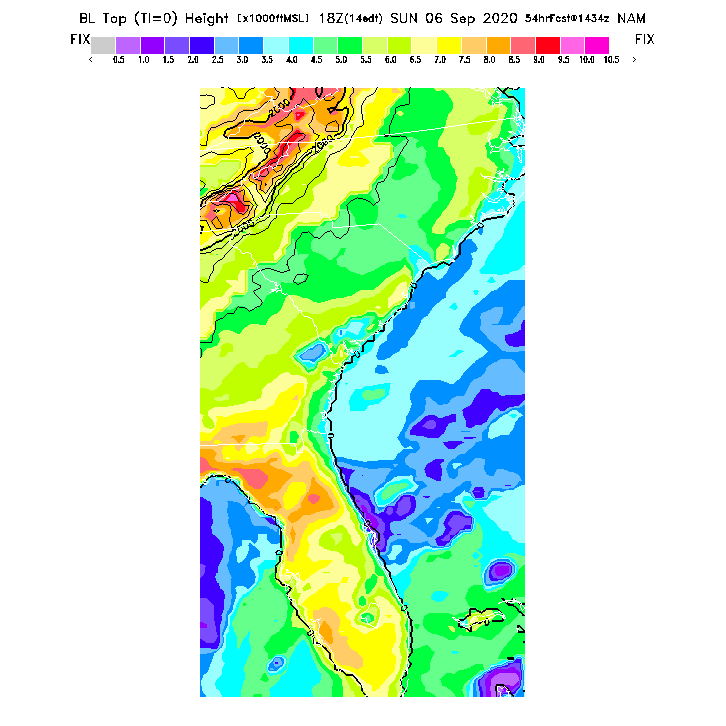 BL Top (TI=0) Height [x1000ftMSL] 18Z(14edt) SUN 06 Sep 2020 54hrFcst@1434z NAM
FIX FIX
< 0.5 1.0 1.5 2.0 2.5 3.0 3.5 4.0 4.5 5.0 5.5 6.0 6.5 7.0 7.5 8.0 8.5 9.0 9.5 10.0 10.5 >
2000
2000
2000